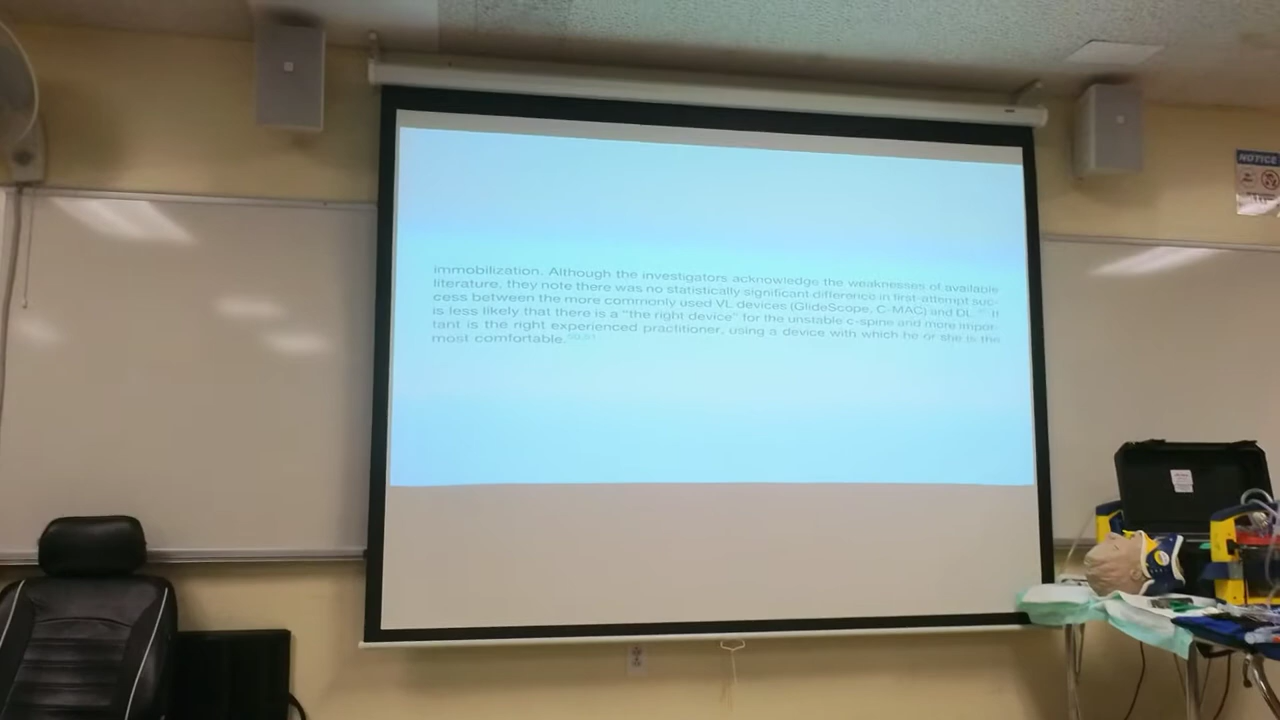 immobilization. Although the investigators acknowledge the weaknesses of available
literature, they note there was no statistically significant difference in first-attempt suc-
cess between the more commonly used VL devices (GlideScope, C-MAC) and DL. It
is less likely that there is a "the right device" for the unstable c-spine and more impor-
tant is the right experienced practitioner, using a device with which he or she is the
most comfortable.
NOTICE